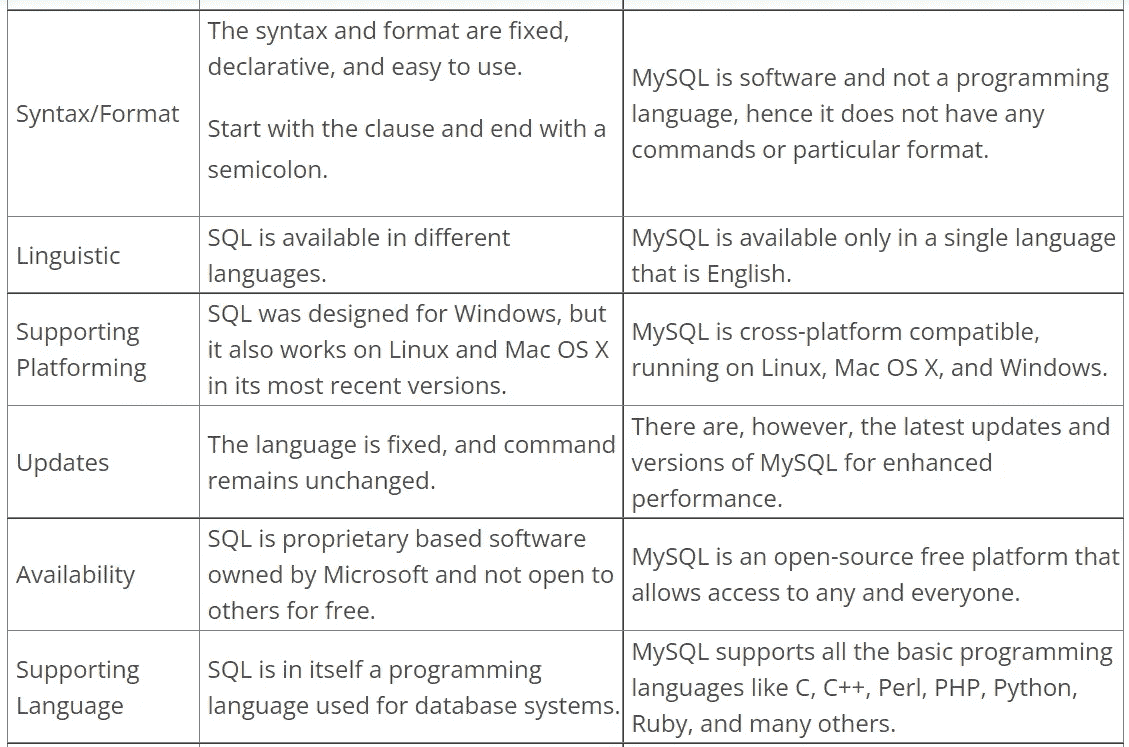 Syntax/Format
The syntax and format are fixed,
declarative, and easy to use.
Start with the clause and end with a
semicolon.
MySQL is software and not a programming
language, hence it does not have any
commands or particular format.
Linguistic
SQL is available in different
languages.
MySQL is available only in a single language
that is English.
Supporting
Platforming
SQL was designed for Windows, but
it also works on Linux and Mac OS X
in its most recent versions.
MySQL is cross-platform compatible,
running on Linux, Mac OS X, and Windows.
Updates
The language is fixed, and command
remains unchanged.
There are, however, the latest updates and
versions of MySQL for enhanced
performance.
Availability
SQL is proprietary based software
owned by Microsoft and not open to
others for free.
MySQL is an open-source free platform that
allows access to any and everyone.
Supporting
Language
SQL is in itself a programming
language used for database systems.
MySQL supports all the basic programming
languages like C, C++, Perl, PHP, Python,
Ruby, and many others.